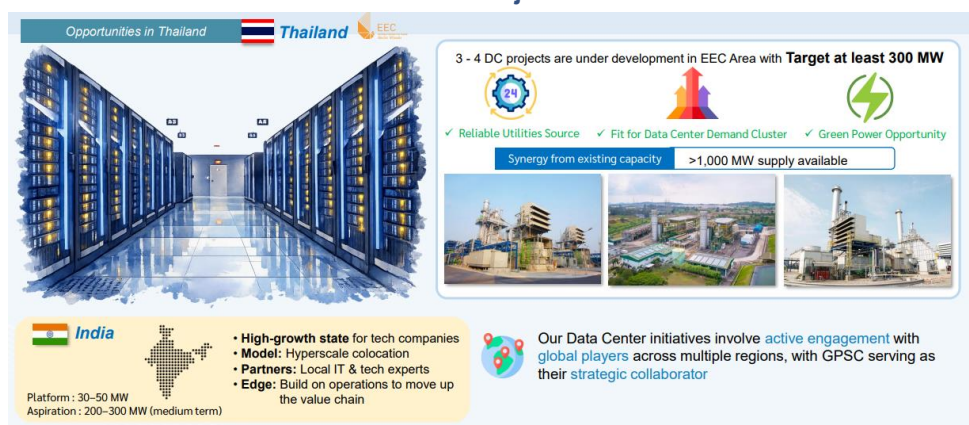 Opportunities in Thailand
Thailand
EEC
3 - 4 DC projects are under development in EEC Area with Target at least 300 MW
24
✓ Reliable Utilities Source
✓ Fit for Data Center Demand Cluster
✓ Green Power Opportunity
Synergy from existing capacity
>1,000 MW supply available
India
Platform : 30–50 MW
Aspiration : 200–300 MW (medium term)
• High-growth state for tech companies
• Model: Hyperscale colocation
• Partners: Local IT & tech experts
• Edge: Build on operations to move up
the value chain
Our Data Center initiatives involve active engagement with
global players across multiple regions, with GPSC serving as
their strategic collaborator